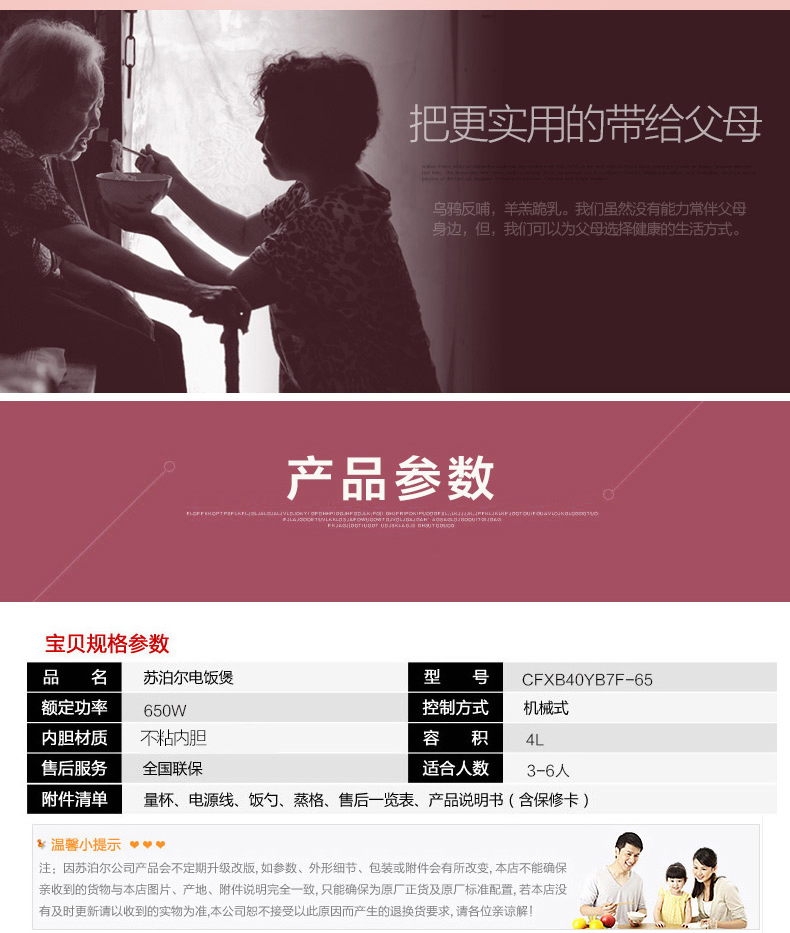 把更实用的带给父母
乌鸦反哺，羊羔跪乳。我们虽然没有能力常伴父母
身边，但，我们可以为父母选择健康的生活方式。
产品参数
宝贝规格参数
品 名 苏泊尔电饭煲 型 号 CFXB40YB7F-65
额定功率 650W 控制方式 机械式
内胆材质 不粘内胆 容 积 4L
售后服务 全国联保 适合人数 3-6人
附件清单 量杯、电源线、饭勺、蒸格、售后一览表、产品说明书（含保修卡）
温馨小提示
注：因苏泊尔公司产品会不定期升级改版, 如参数、外形细节、包装或附件会有所改变, 本店不能确保
亲收到的货物与本店图片、产地、附件说明完全一致, 只能确保为原厂正货及原厂标准配置, 若本店没
有及时更新请以收到的实物为准,本公司恕不接受以此原因而产生的退换货要求, 请各位亲谅解!